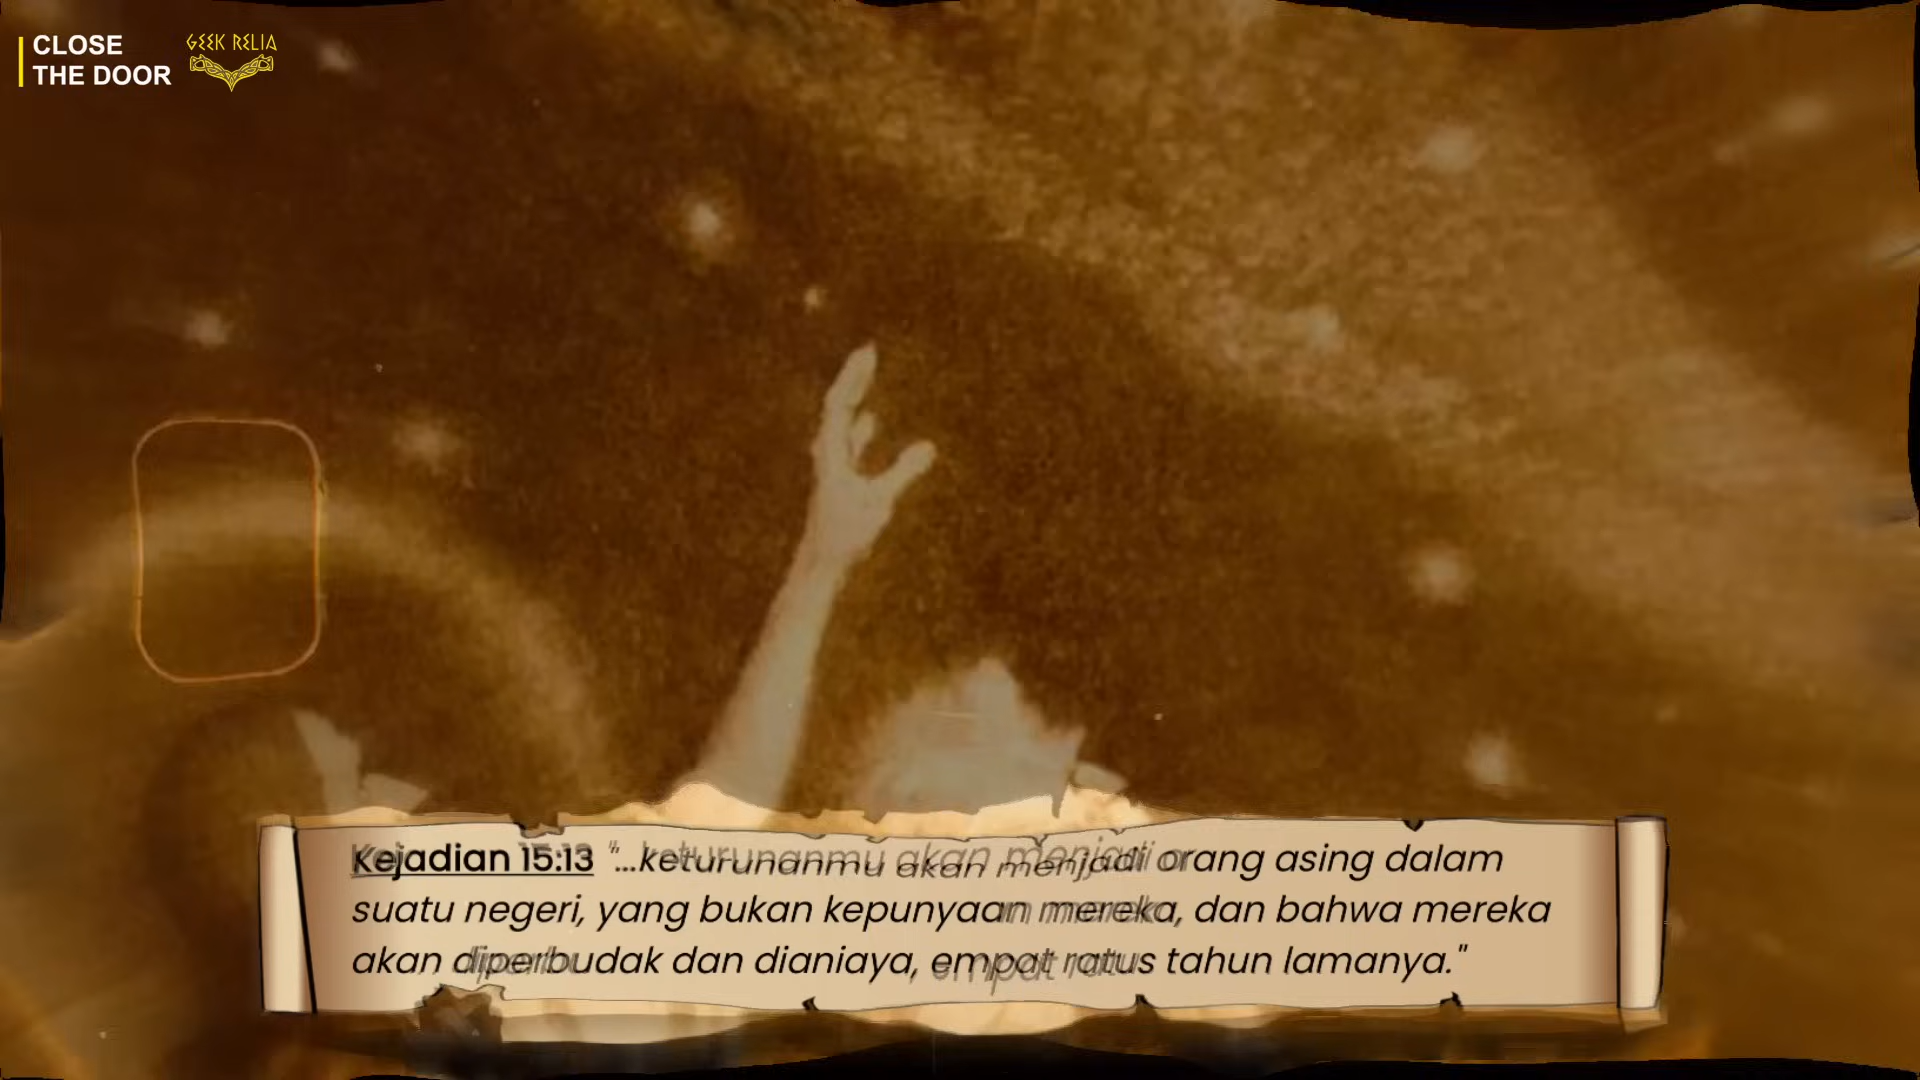 CLOSE
THE DOOR
GEEK RELIA
Kejadian 15:13 "...keturunanmu akan menjadi orang asing dalam
suatu negeri, yang bukan kepunyaan mereka, dan bahwa mereka
akan diperbudak dan dianiaya, empat ratus tahun lamanya."